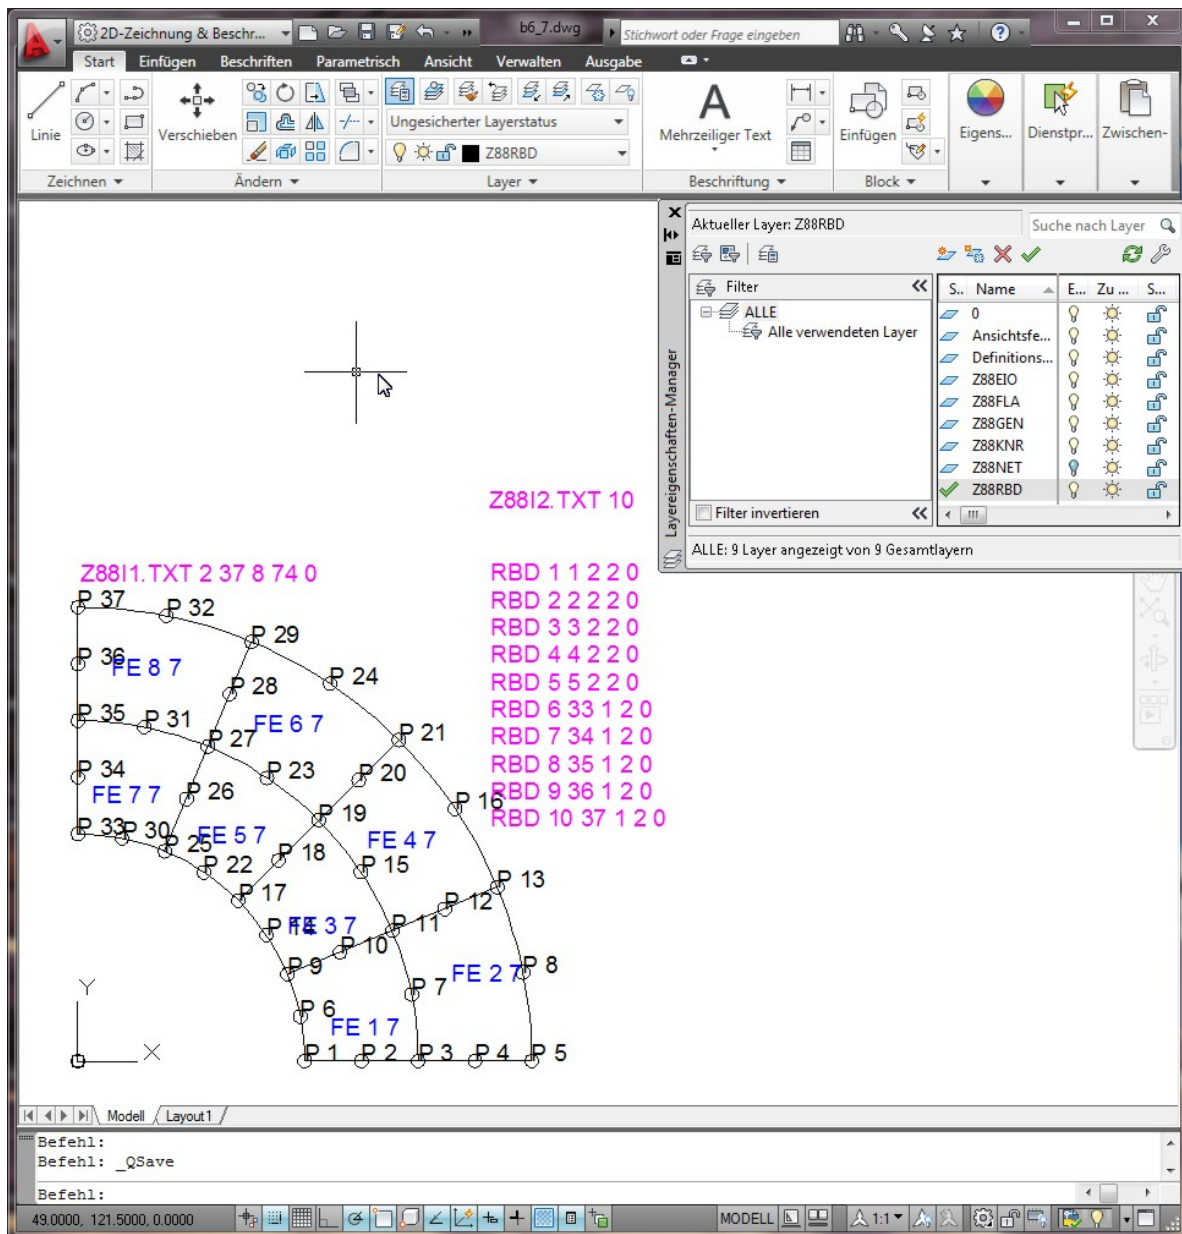 2D-Zeichnung & Beschr...
b6_7.dwg
Stichwort oder Frage eingeben
Start Einfügen Beschriften Parametrisch Ansicht Verwalten Ausgabe
Linie
Verschieben
Ungesicherter Layerstatus
Z88RBD
Mehrzeiliger Text
Einfügen
Eigens...
Dienstpr...
Zwischen-
Zeichnen
Ändern
Layer
Beschriftung
Block
Aktueller Layer: Z88RBD
Suche nach Layer
Filter
ALLE
Alle verwendeten Layer
Filter invertieren
S.. Name E... Zu ... S...
0
Ansichtsfe...
Definitions...
Z88EIO
Z88FLA
Z88GEN
Z88KNR
Z88NET
Z88RBD
Layereigenschaften-Manager
ALLE: 9 Layer angezeigt von 9 Gesamtlayern
Z88I2.TXT 10
Z88I1.TXT 2 37 8 74 0
RBD 1 1 2 2 0
RBD 2 2 2 2 0
RBD 3 3 2 2 0
RBD 4 4 2 2 0
RBD 5 5 2 2 0
RBD 6 33 1 2 0
RBD 7 34 1 2 0
RBD 8 35 1 2 0
RBD 9 36 1 2 0
RBD 10 37 1 2 0
P 37
P 32
P 29
P 36
FE 8 7
P 28
P 24
P 35
P 31
FE 6 7
P 27
P 21
P 34
P 23
P 20
FE 7 7
P 26
P 16
P 33
P 30
P 25
FE 5 7
P 19
FE 4 7
P 22
P 18
P 15
P 17
P 13
P 12
P 14
FE 3 7
P 11
P 10
P 9
FE 2 7
P 8
P 7
P 6
FE 1 7
P 1
P 2
P 3
P 4
P 5
Y
X
Modell
Layout1
Befehl:
Befehl: _QSave
Befehl:
49.0000, 121.5000, 0.0000
MODELL
1:1